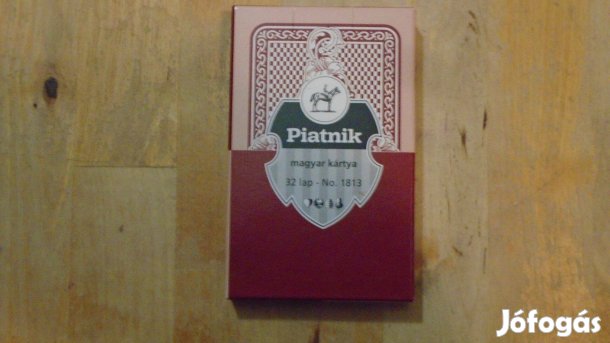 Piatnik
magyar kártya
32 lap - No. 1813
Jófogás